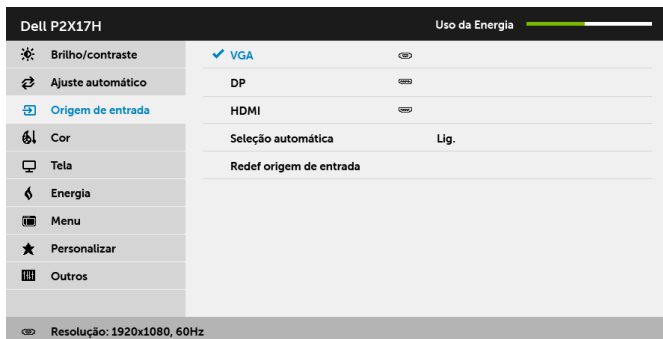 Dell P2X17H Uso da Energia
Brilho/contraste VGA
Ajuste automático DP
Origem de entrada HDMI
Cor Seleção automática Lig.
Tela Redef origem de entrada
Energia
Menu
Personalizar
Outros
Resolução: 1920x1080, 60Hz